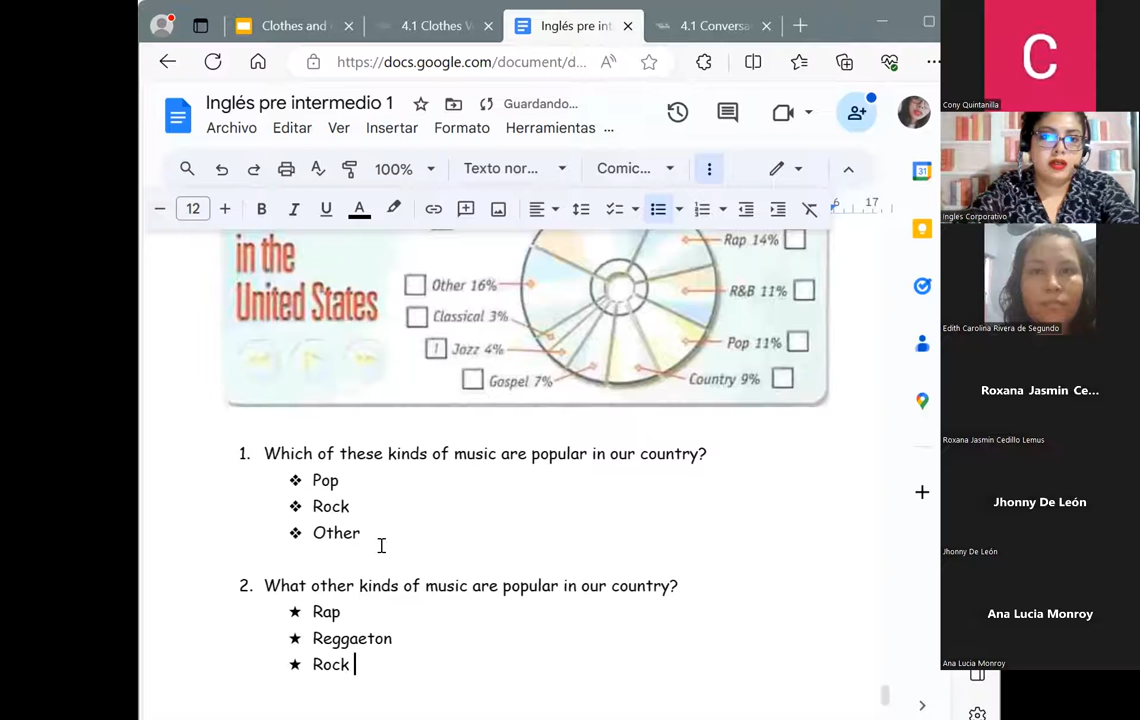 Clothes and
4.1 Clothes V
Inglés pre inte
4.1 Conversa
https://docs.google.com/document/d...
Inglés pre intermedio 1
Guardando...
Archivo Editar Ver Insertar Formato Herramientas ...
100% Texto nor... Comic...
12
6 17
in the
United States
Rap 14%
Other 16%
R&B 11%
Classical 3%
1 Jazz 4%
Pop 11%
Gospel 7%
Country 9%
1. Which of these kinds of music are popular in our country?
❖ Pop
❖ Rock
❖ Other
2. What other kinds of music are popular in our country?
★ Rap
★ Reggaeton
★ Rock
C
Cony Quintanilla
Ingles Corporativo
Edith Carolina Rivera de Segundo
Roxana Jasmin Ce...
Roxana Jasmin Cedillo Lemus
Jhonny De León
Jhonny De León
Ana Lucia Monroy
Ana Lucia Monroy